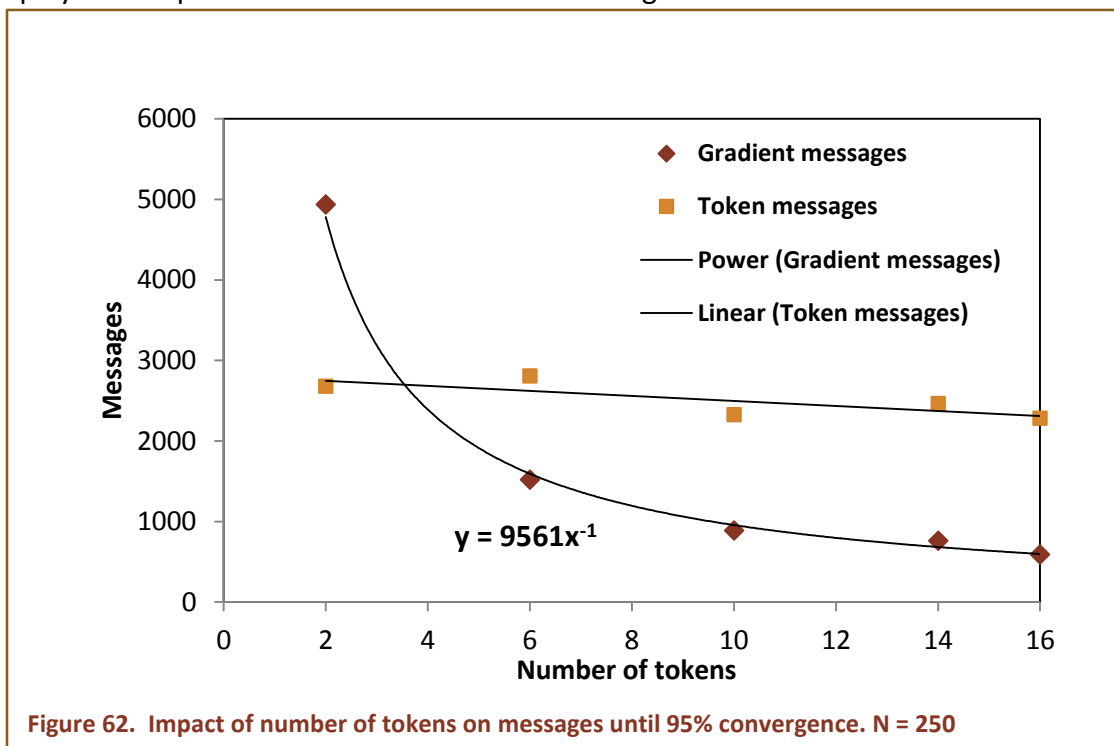 6000
5000
4000
3000
2000
1000
0
Messages
Gradient messages
Token messages
Power (Gradient messages)
Linear (Token messages)
y = 9561x⁻¹
0 2 4 6 8 10 12 14 16
Number of tokens
Figure 62. Impact of number of tokens on messages until 95% convergence. N = 250